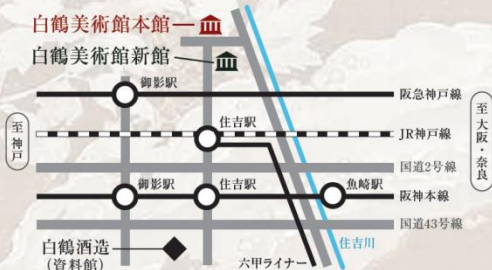 白鶴美術館本館
白鶴美術館新館
御影駅
阪急神戸線
至神戸
住吉駅
JR神戸線
至大阪・奈良
国道2号線
御影駅
住吉駅
魚崎駅
阪神本線
国道43号線
白鶴酒造
(資料館)
六甲ライナー
住吉川